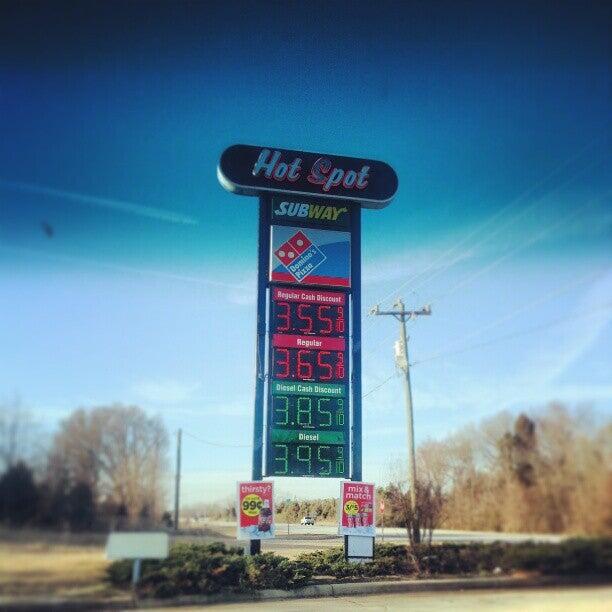 Hot Spot
SUBWAY
Domino's
Pizza
Regular Cash Discount
3.55 9/10
Regular
3.65 9/10
Diesel Cash Discount
3.85 9/10
Diesel
3.95 9/10
thirsty?
99¢
mix &
match